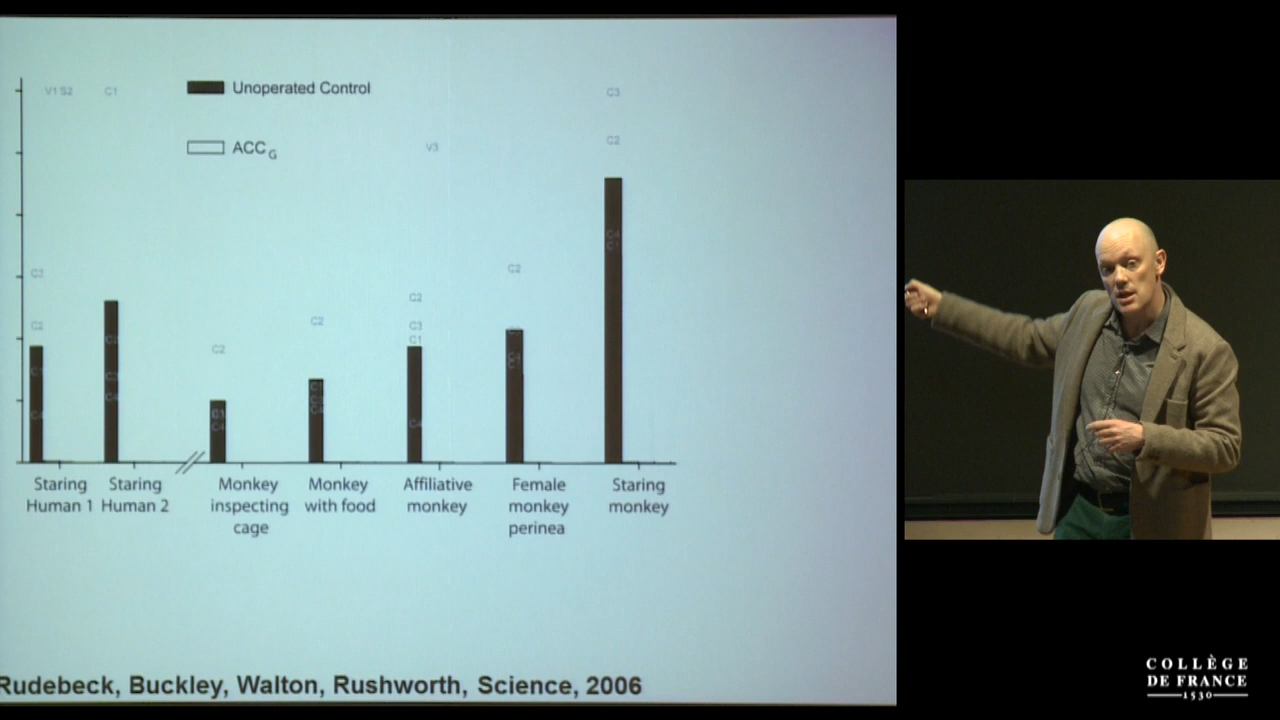 V1 S2
C1
Unoperated Control
ACC G
V3
C3
C2
C2
C2
C2
C2
C3
C1
C2
C4
Staring
Human 1
Staring
Human 2
Monkey
inspecting
cage
Monkey
with food
Affiliative
monkey
Female
monkey
perinea
Staring
monkey
Rudebeck, Buckley, Walton, Rushworth, Science, 2006
COLLÈGE
DE FRANCE
1530